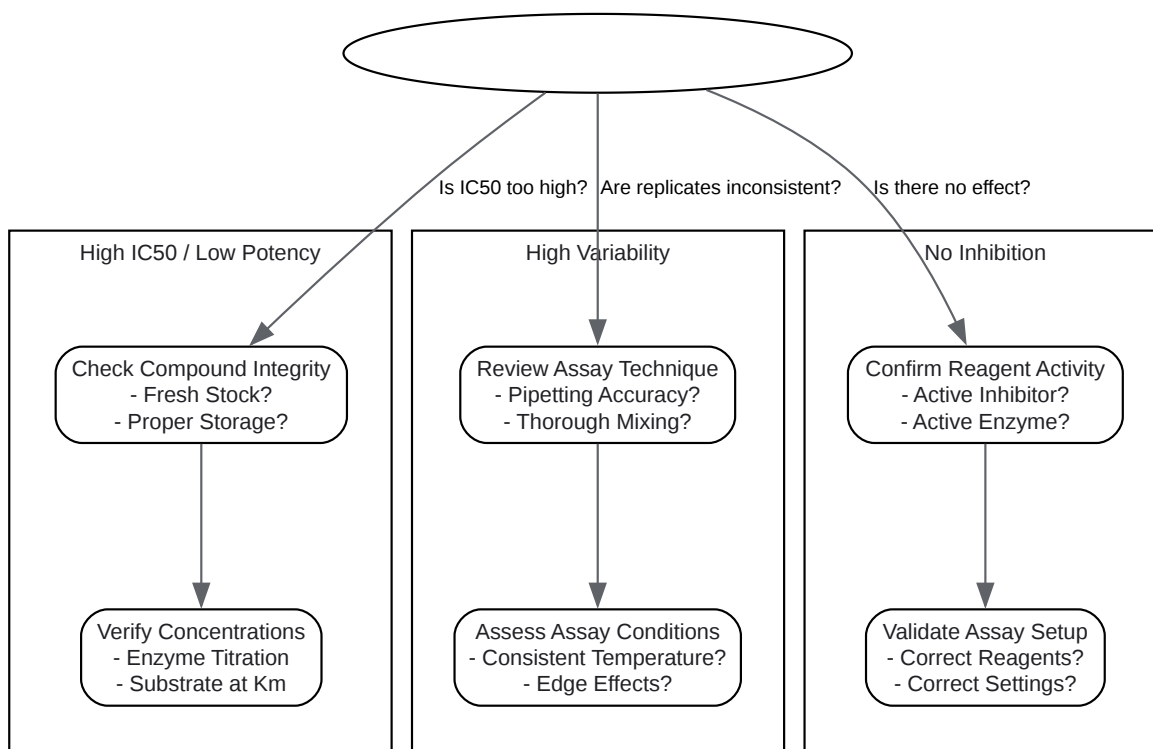 Is IC50 too high?
Are replicates inconsistent?
Is there no effect?
High IC50 / Low Potency
Check Compound Integrity
- Fresh Stock?
- Proper Storage?
Verify Concentrations
- Enzyme Titration
- Substrate at Km
High Variability
Review Assay Technique
- Pipetting Accuracy?
- Thorough Mixing?
Assess Assay Conditions
- Consistent Temperature?
- Edge Effects?
No Inhibition
Confirm Reagent Activity
- Active Inhibitor?
- Active Enzyme?
Validate Assay Setup
- Correct Reagents?
- Correct Settings?